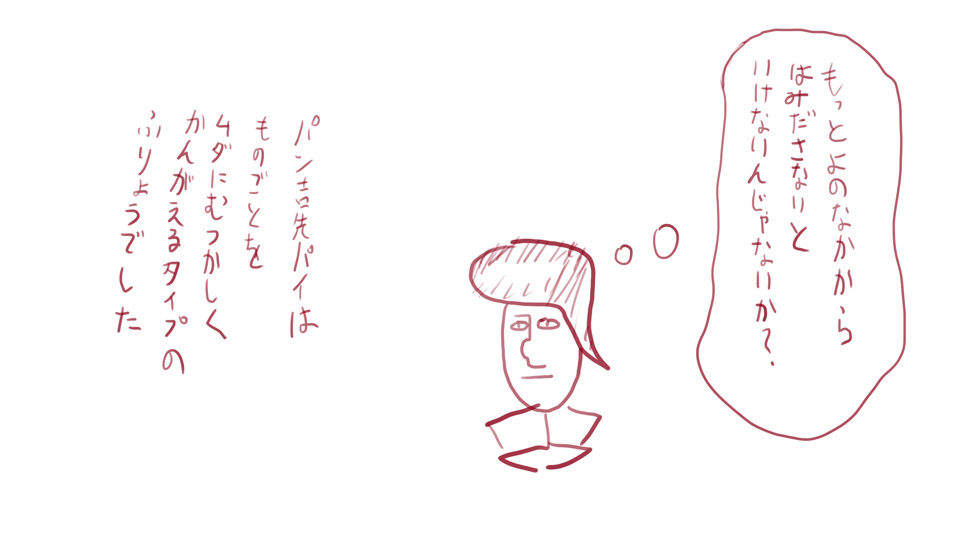 もっとよのなかから
はみださないと
いけないんじゃないか?
パン吉先パイは
ものごとを
ムダにむつかしく
かんがえるタイプの
ふりょうでした